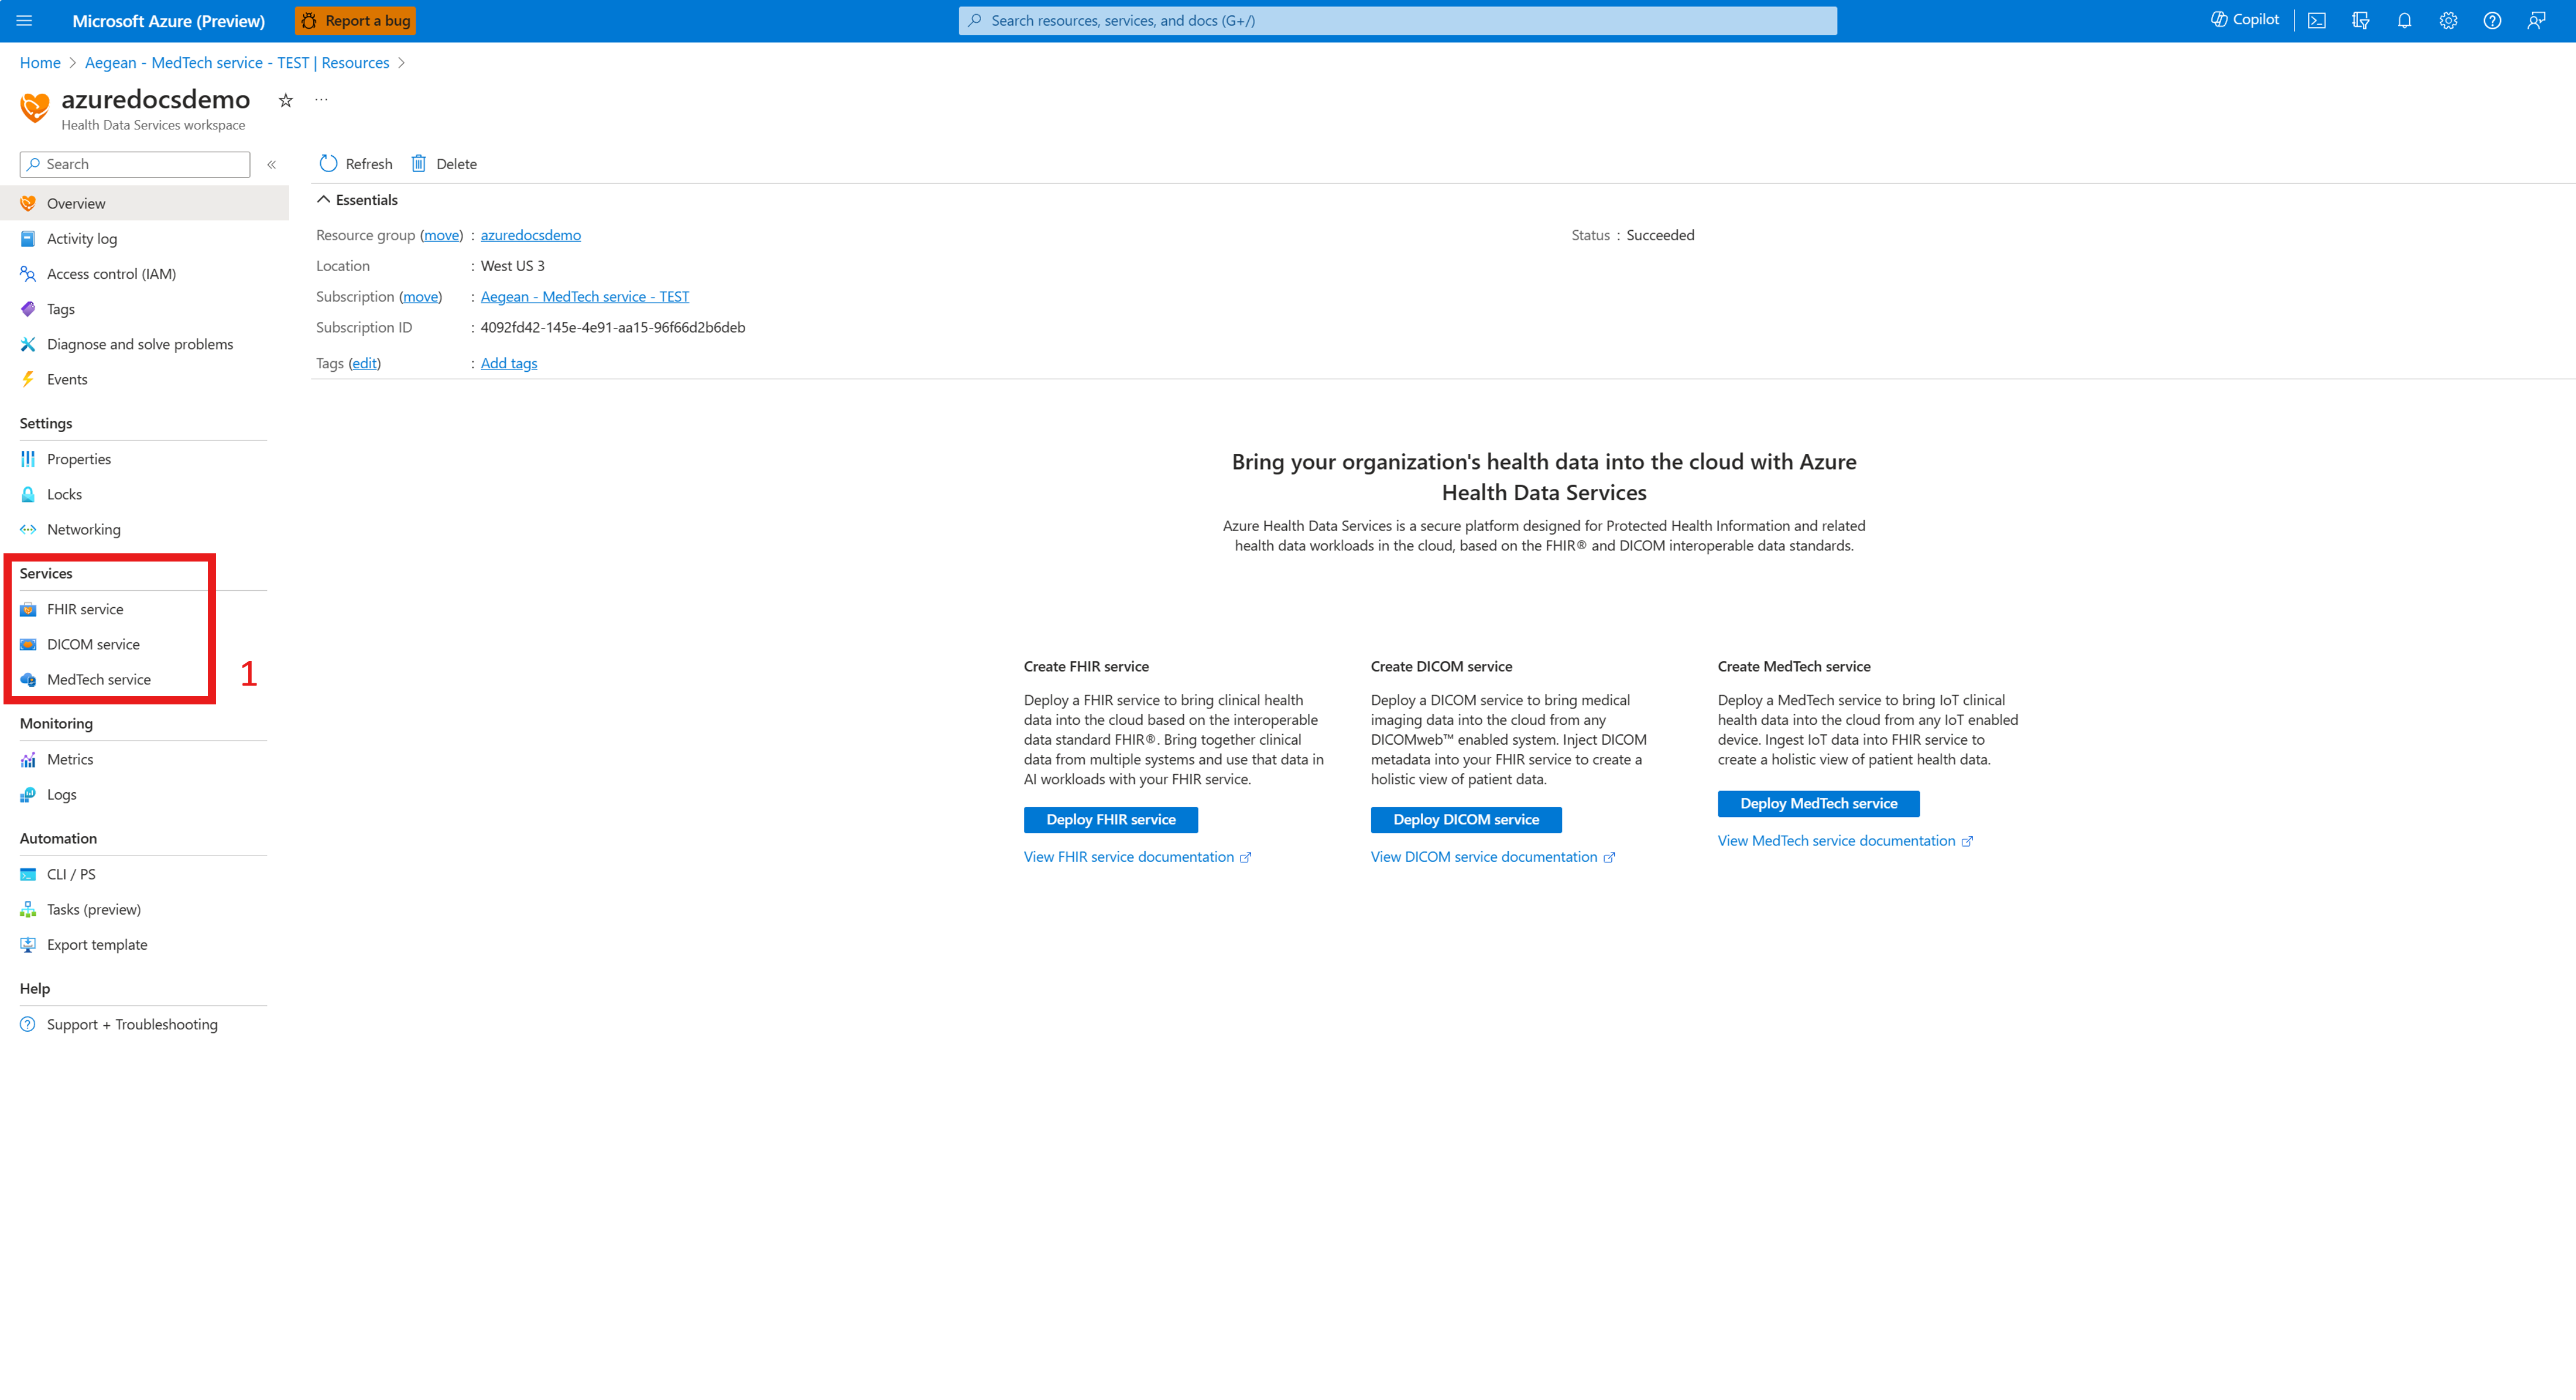 Microsoft Azure (Preview)
Report a bug
Search resources, services, and docs (G+/)
Copilot
Home > Aegean - MedTech service - TEST | Resources >
azuredocsdemo
Health Data Services workspace
Search
Refresh
Delete
Overview
Activity log
Access control (IAM)
Tags
Diagnose and solve problems
Events
Settings
Properties
Locks
Networking
Services
FHIR service
DICOM service
MedTech service
1
Monitoring
Metrics
Logs
Automation
CLI / PS
Tasks (preview)
Export template
Help
Support + Troubleshooting
Essentials
Resource group (move) : azuredocsdemo
Status : Succeeded
Location : West US 3
Subscription (move) : Aegean - MedTech service - TEST
Subscription ID : 4092fd42-145e-4e91-aa15-96f66d2b6deb
Tags (edit) : Add tags
Bring your organization's health data into the cloud with Azure
Health Data Services
Azure Health Data Services is a secure platform designed for Protected Health Information and related
health data workloads in the cloud, based on the FHIR® and DICOM interoperable data standards.
Create FHIR service
Deploy a FHIR service to bring clinical health
data into the cloud based on the interoperable
data standard FHIR®. Bring together clinical
data from multiple systems and use that data in
AI workloads with your FHIR service.
Deploy FHIR service
View FHIR service documentation
Create DICOM service
Deploy a DICOM service to bring medical
imaging data into the cloud from any
DICOMweb™ enabled system. Inject DICOM
metadata into your FHIR service to create a
holistic view of patient data.
Deploy DICOM service
View DICOM service documentation
Create MedTech service
Deploy a MedTech service to bring IoT clinical
health data into the cloud from any IoT enabled
device. Ingest IoT data into FHIR service to
create a holistic view of patient health data.
Deploy MedTech service
View MedTech service documentation